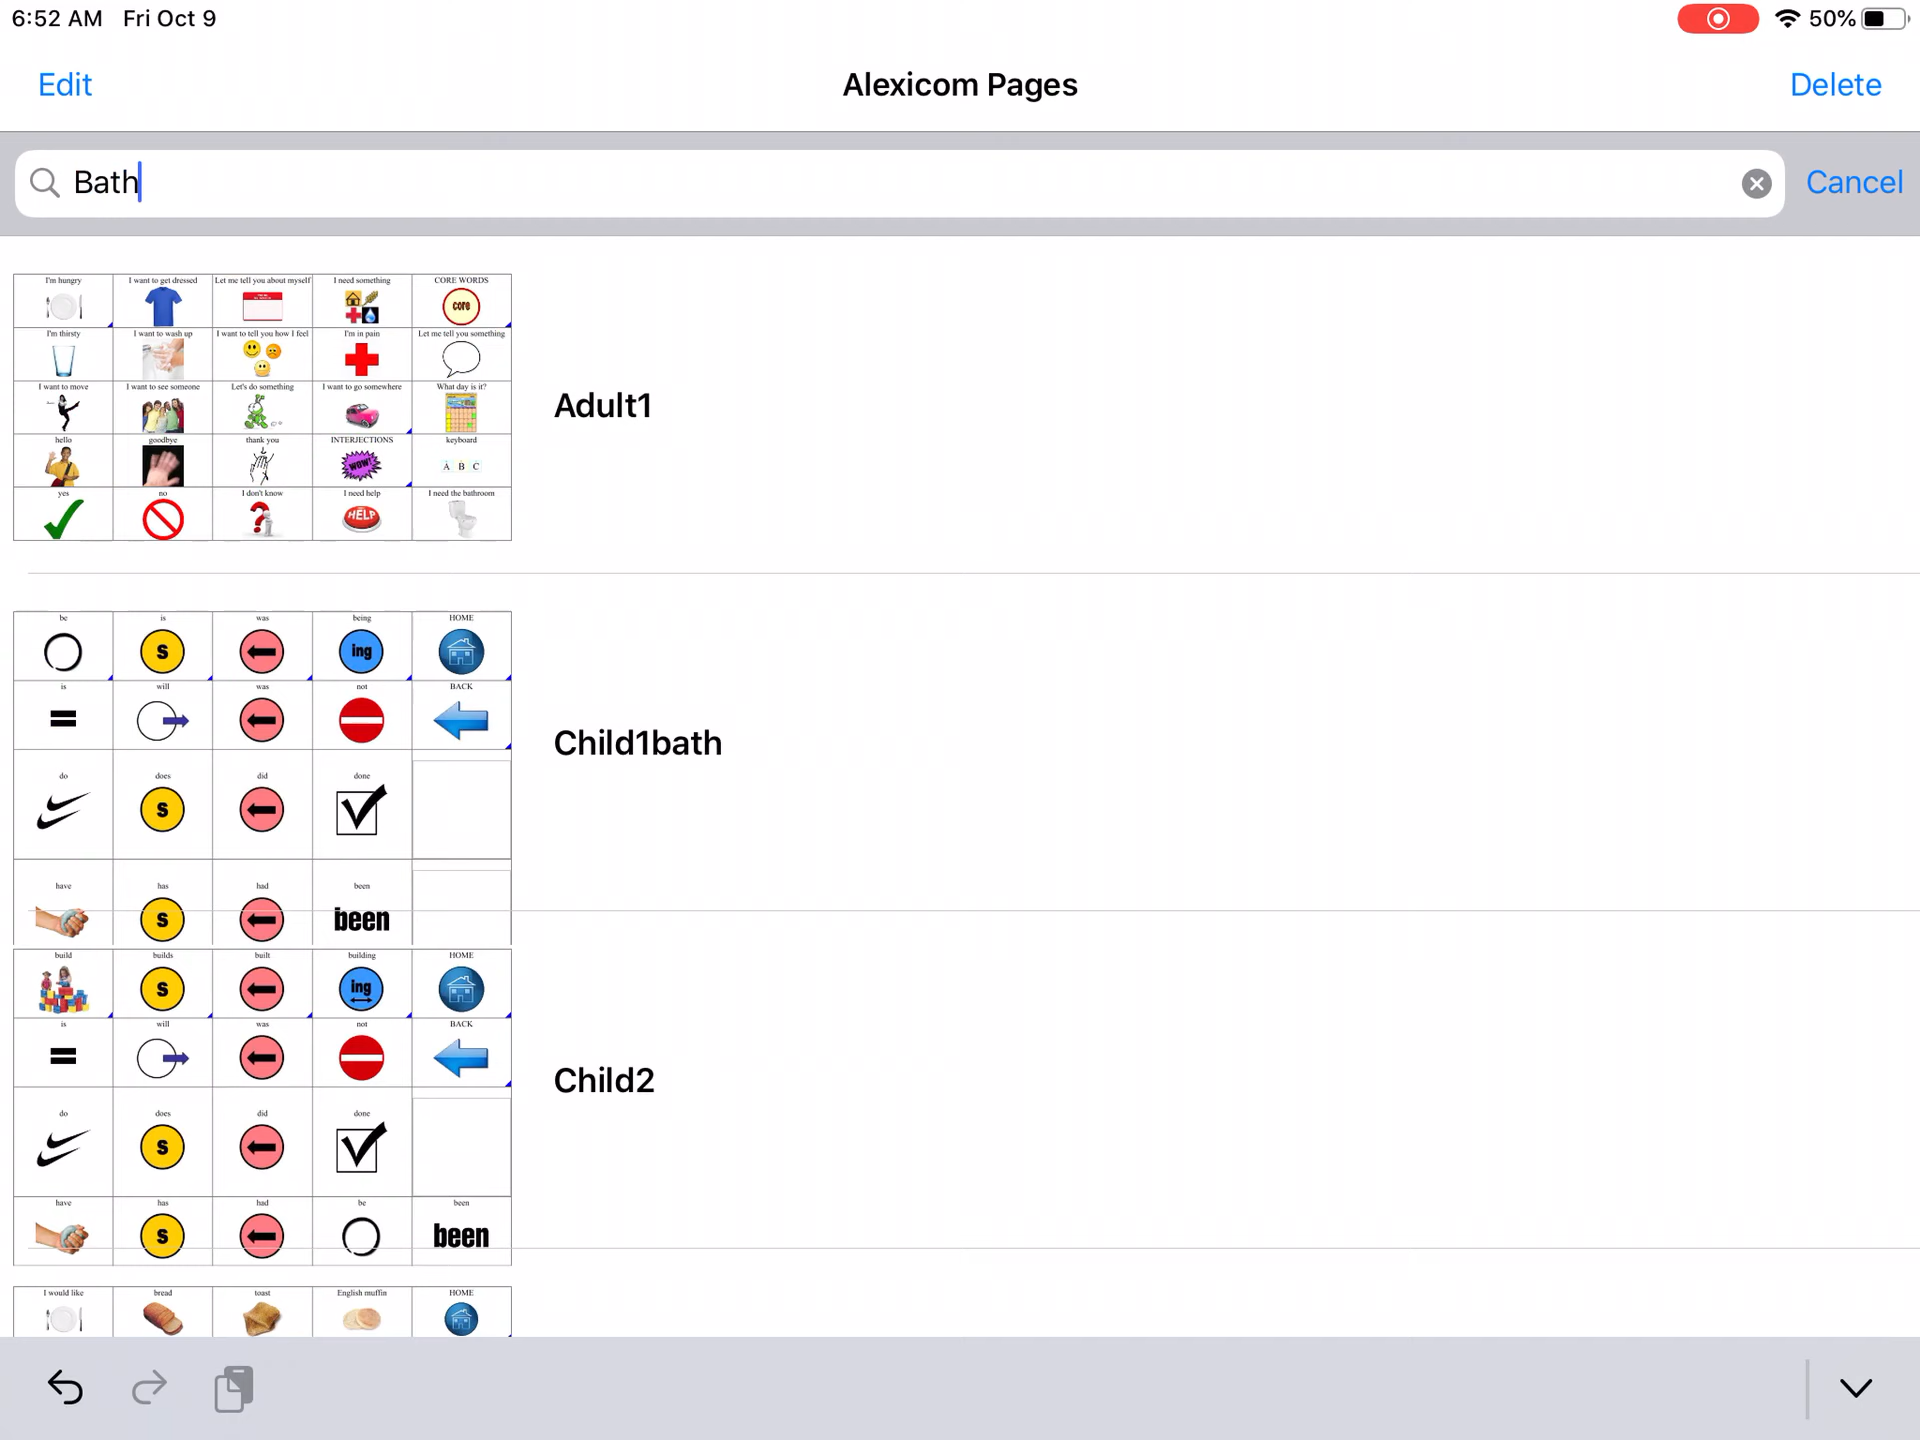 6:52 AM Fri Oct 9 50%
Edit Alexicom Pages Delete
Bath Cancel
I'm hungry I want to get dressed Let me tell you about myself I need something CORE WORDS
core
I'm thirsty I want to wash up I want to tell you how I feel I'm in pain Let me tell you something
I want to move I want to see someone Let's do something I want to go somewhere What day is it?
Adult1
hello goodbye thank you INTERJECTIONS keyboard
WOW! A B C
yes no I don't know I need help I need the bathroom
HELP
be is was being HOME
S ing
is will was not BACK
Child1bath
do does did done
S
have has had been
S been
build builds built building HOME
S ing
is will was not BACK
Child2
do does did done
S
have has had be been
S been
I would like bread toast English muffin HOME